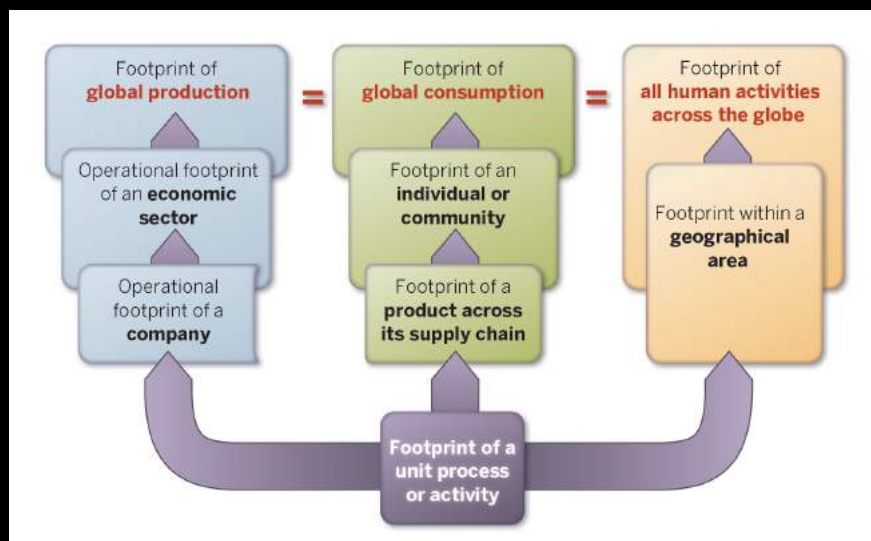 Footprint of
global production
=
Footprint of
global consumption
=
Footprint of
all human activities
across the globe
Operational footprint
of an economic
sector
Footprint of an
individual or
community
Footprint within a
geographical
area
Operational
footprint of a
company
Footprint of a
product across
its supply chain
Footprint of a
unit process
or activity